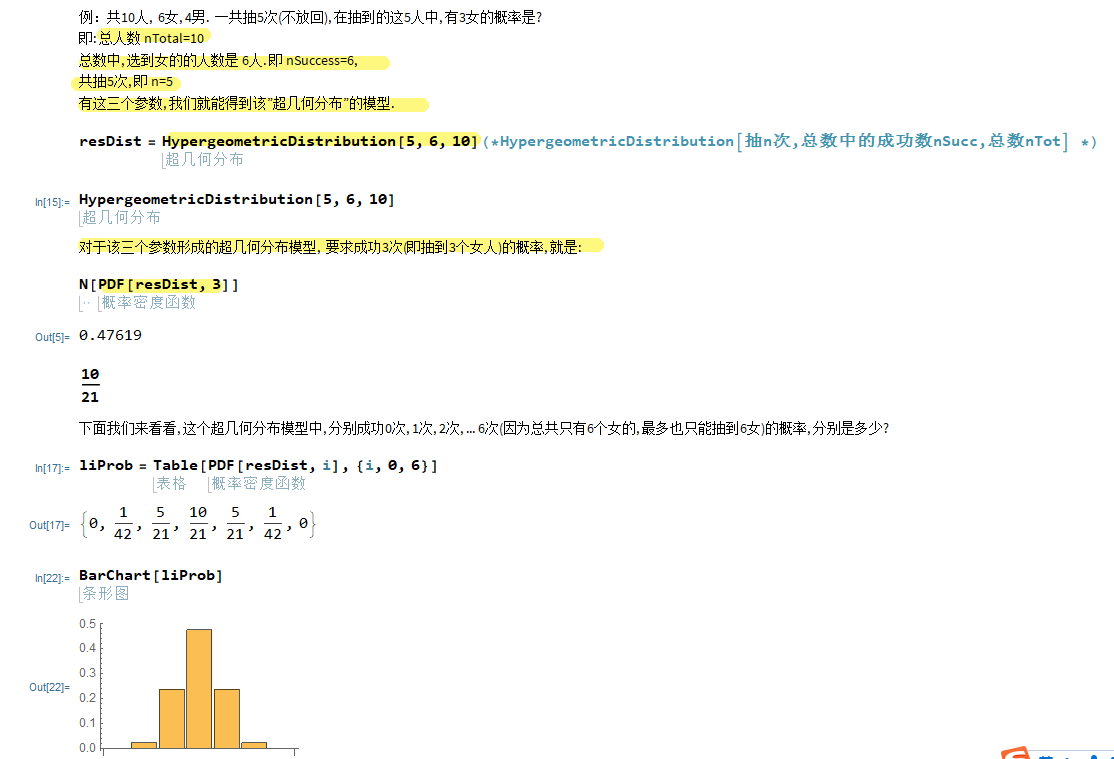 例: 共10人, 6女,4男. 一共抽5次(不放回),在抽到的这5人中,有3女的概率是?
即:总人数 nTotal=10
总数中,选到女的的人数是 6人.即 nSuccess=6,
共抽5次,即 n=5
有这三个参数,我们就能得到该"超几何分布"的模型.
resDist = HypergeometricDistribution[5, 6, 10](*HypergeometricDistribution[抽n次,总数中的成功数nSucc,总数nTot] *)
超几何分布
In[15]:= HypergeometricDistribution[5, 6, 10]
超几何分布
对于该三个参数形成的超几何分布模型, 要求成功3次(即抽到3个女人)的概率,就是:
N[PDF[resDist, 3]]
·· 概率密度函数
Out[5]= 0.47619
10
21
下面我们来看看,这个超几何分布模型中,分别成功0次,1次,2次,... 6次(因为总共只有6个女的,最多也只能抽到6女)的概率,分别是多少?
In[17]:= liProb = Table[PDF[resDist, i], {i, 0, 6}]
表格 概率密度函数
Out[17]= {0, 1/42, 5/21, 10/21, 5/21, 1/42, 0}
In[22]:= BarChart[liProb]
条形图
0.5
0.4
0.3
Out[22]=
0.2
0.1
0.0